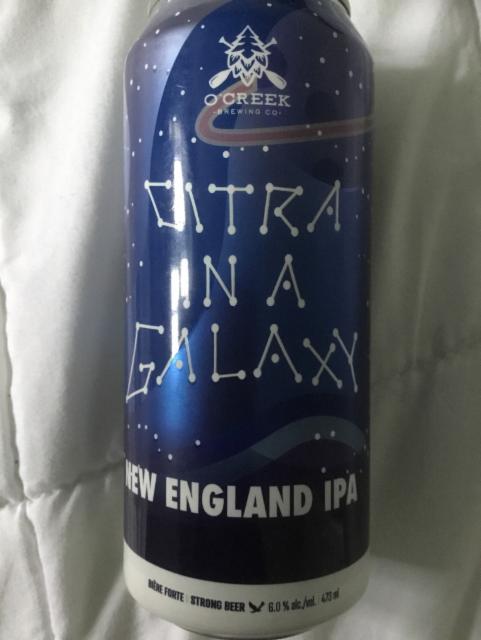 O'CREEK
BREWING CO
CITRA
IN A
GALAXY
NEW ENGLAND IPA
BIÈRE FORTE | STRONG BEER 6.0 % alc./vol. | 473 ml